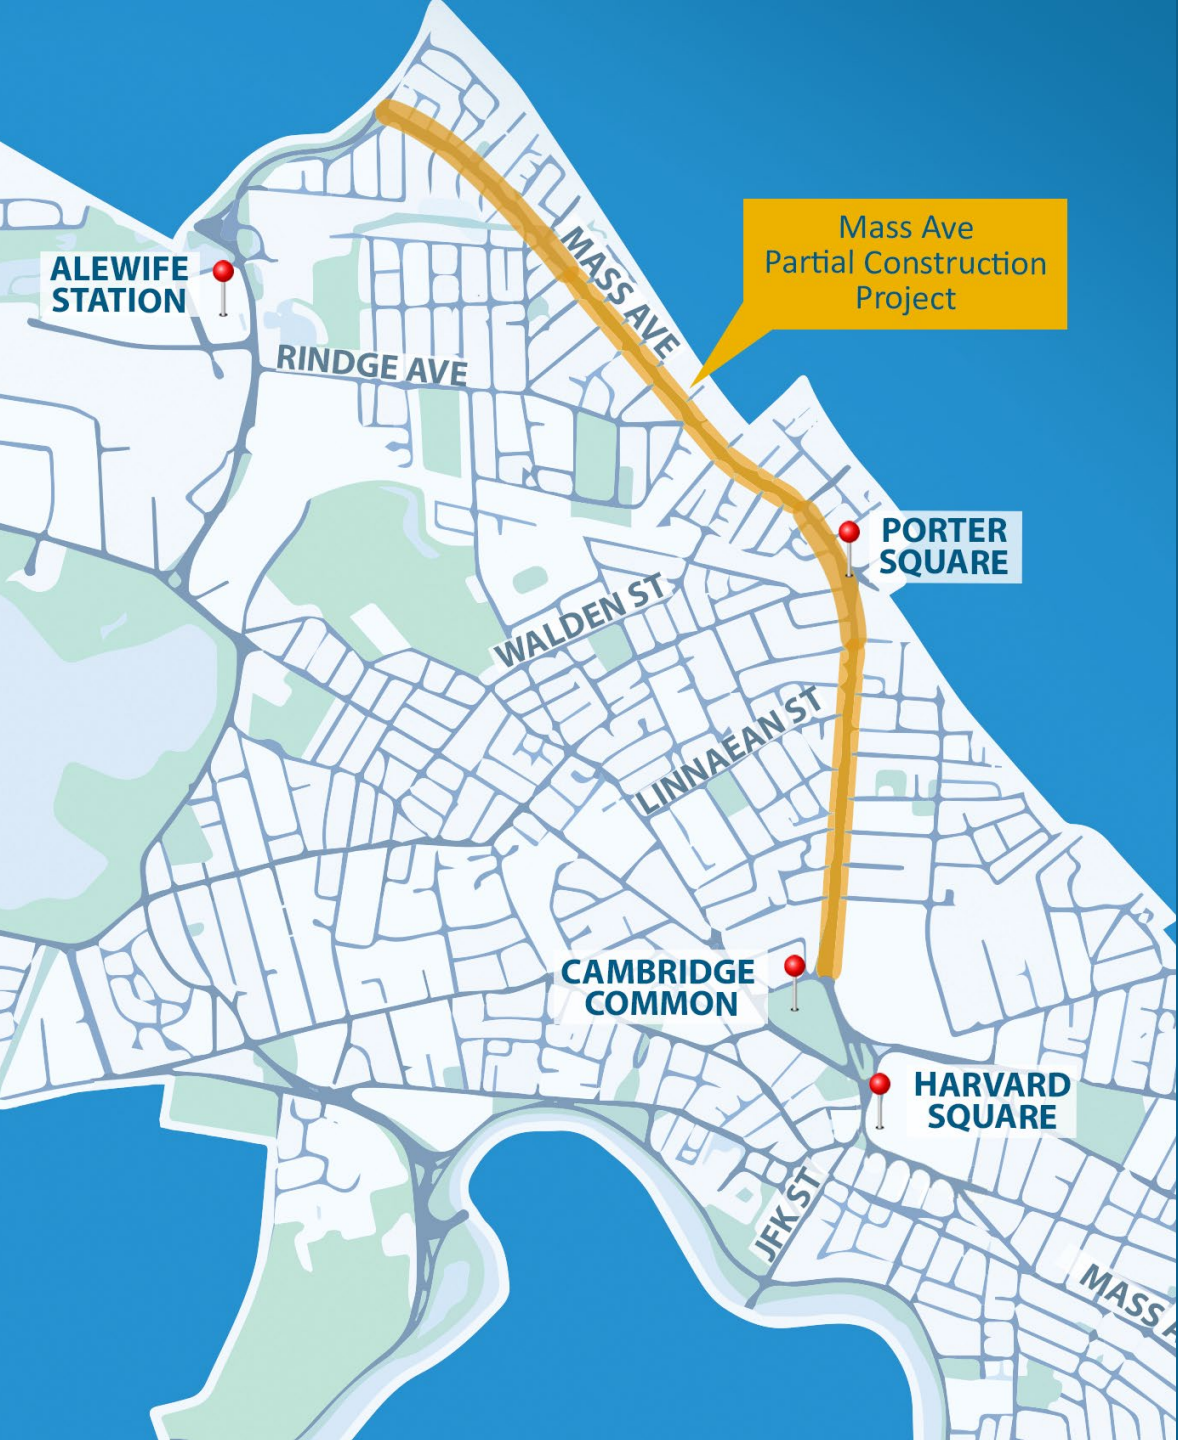 Mass Ave
Partial Construction
Project
MASS AVE
ALEWIFE
STATION
RINDGE AVE
PORTER
SQUARE
WALDEN ST
LINNAEAN ST
CAMBRIDGE
COMMON
HARVARD
SQUARE
JFK ST
MASS A